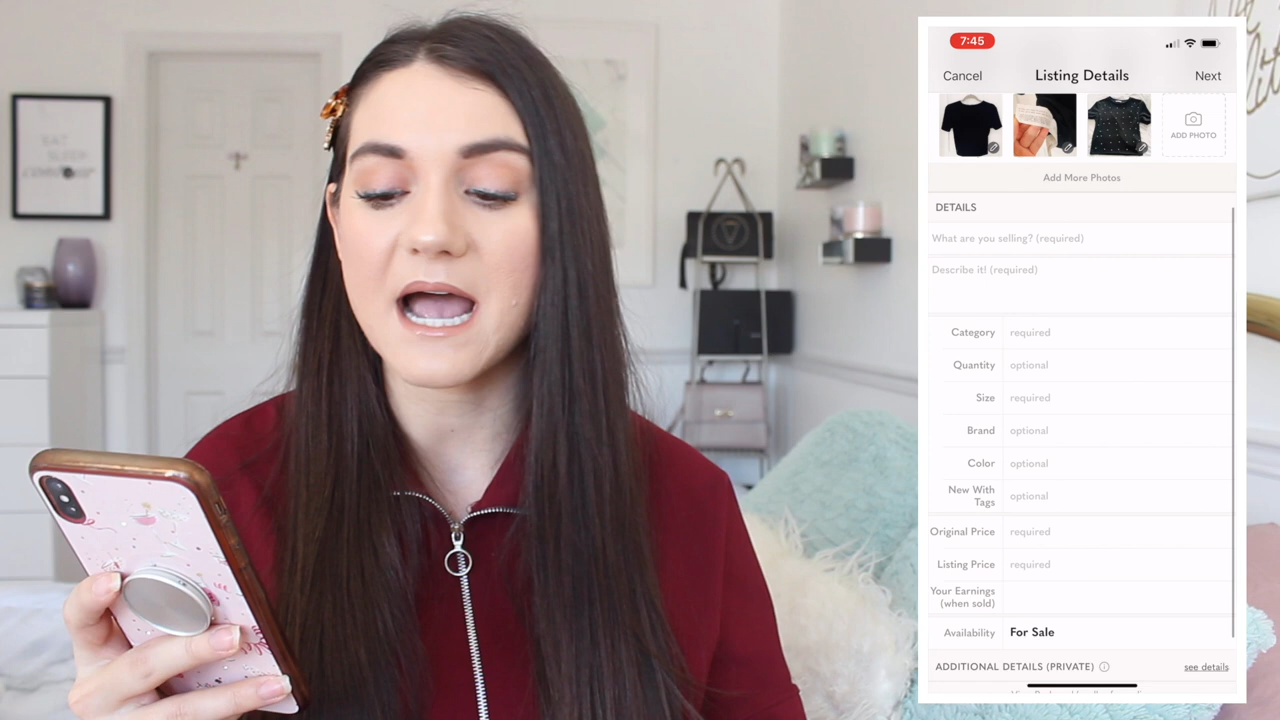 EAT
SLEEP
7:45
Cancel
Listing Details
Next
ADD PHOTO
Add More Photos
DETAILS
What are you selling? (required)
Describe it! (required)
Category required
Quantity optional
Size required
Brand optional
Color optional
New With
Tags
optional
Original Price required
Listing Price required
Your Earnings
(when sold)
Availability For Sale
ADDITIONAL DETAILS (PRIVATE)
see details